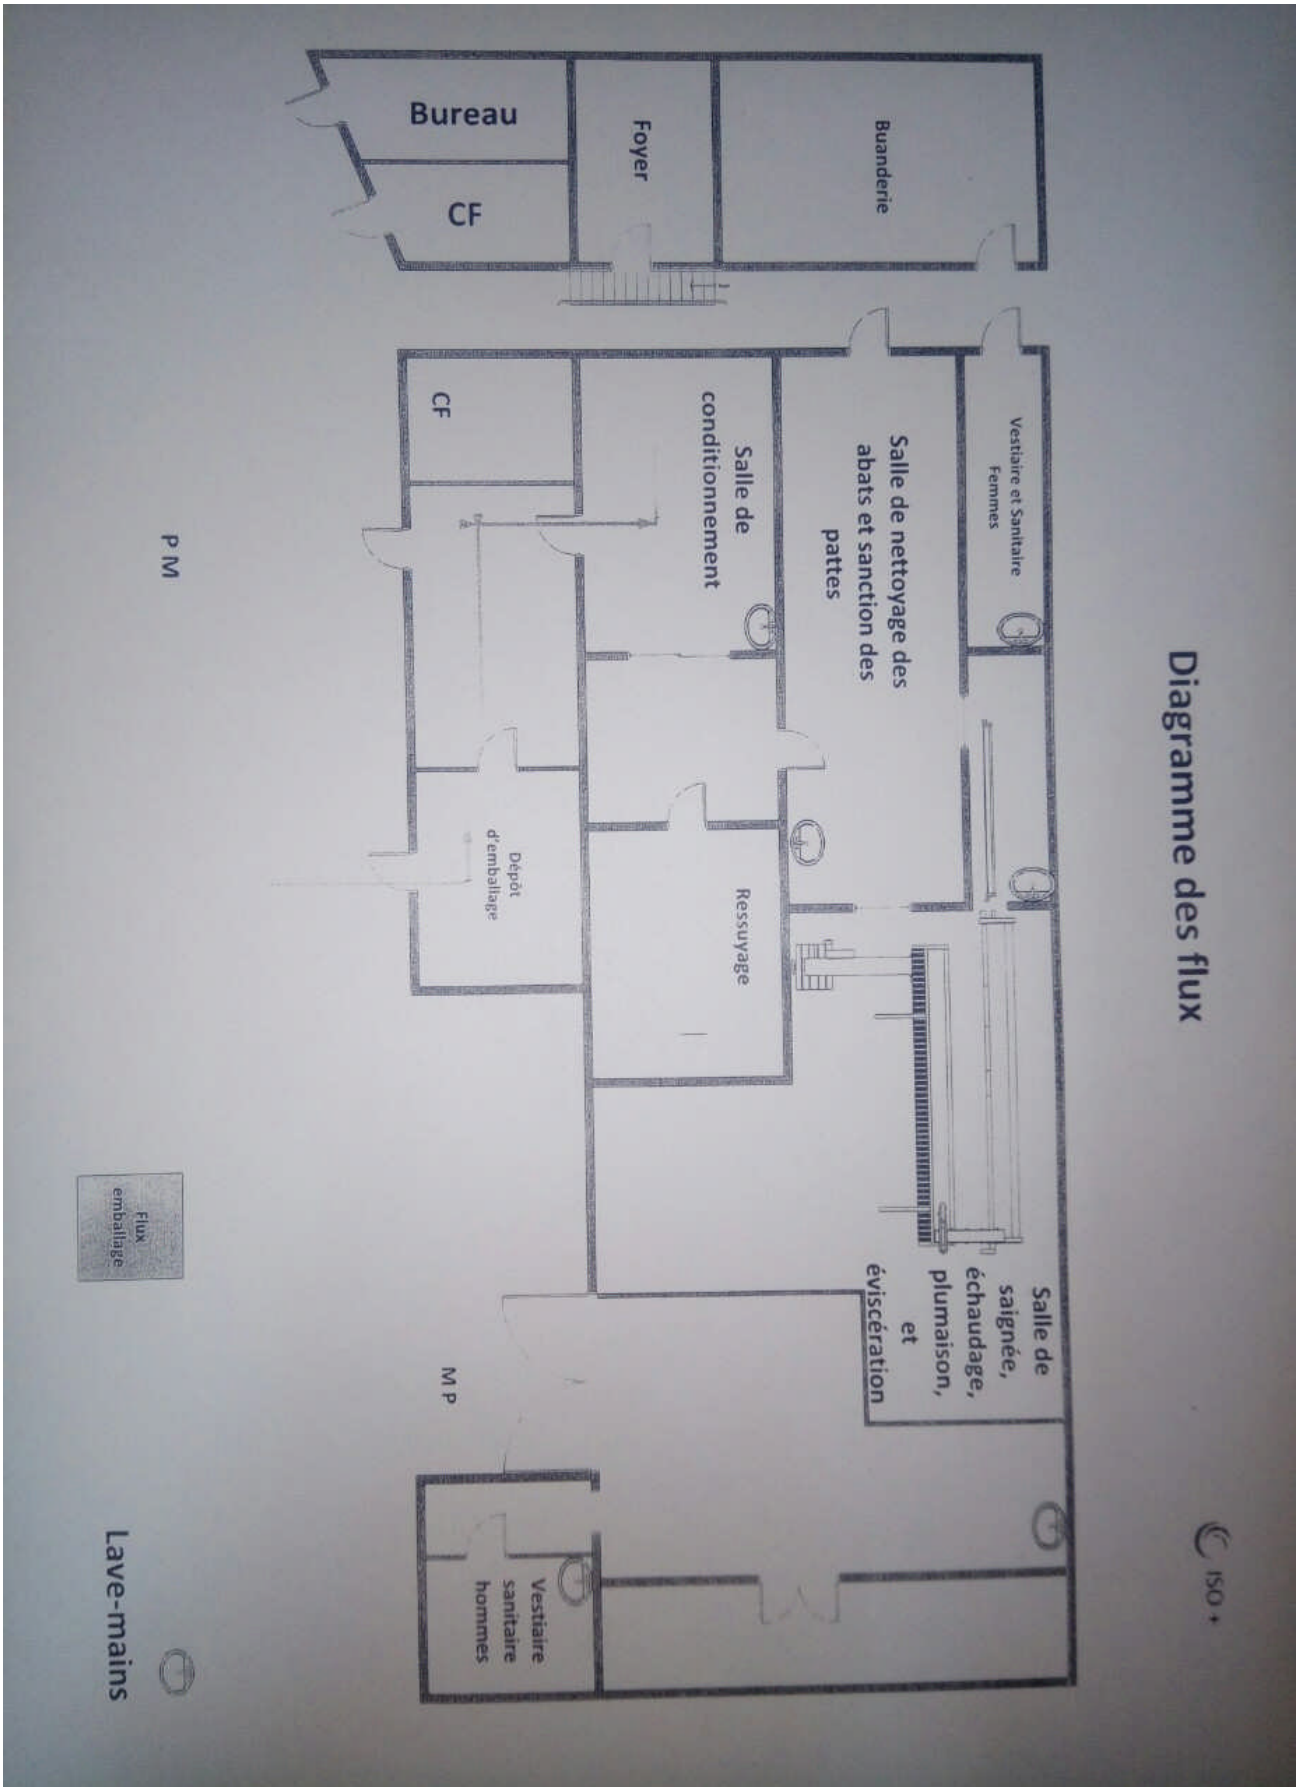 Diagramme des flux
ISO +
Buanderie
Foyer
Bureau
CF
Vestiaire et Sanitaire
Femmes
Salle de nettoyage des
abats et sanction des
pattes
Salle de
conditionnement
CF
Ressuyage
Dépôt
d'emballage
Salle de
saignée,
échaudage,
plumaison,
et
éviscération
M P
Vestiaire
sanitaire
hommes
P M
Flux
emballage
Lave-mains